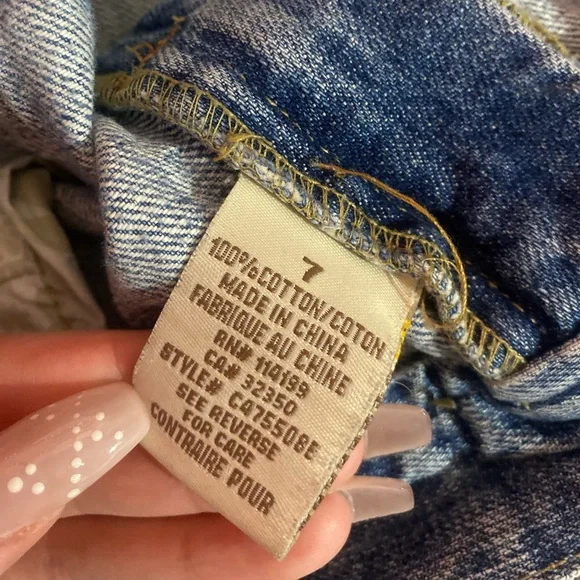 7
100%COTTON/COTON
MADE IN CHINA
FABRIQUE AU CHINE
RN# 114199
CA# 32350
STYLE# C475508E
SEE REVERSE
FOR CARE
CONTRAIRE POUR